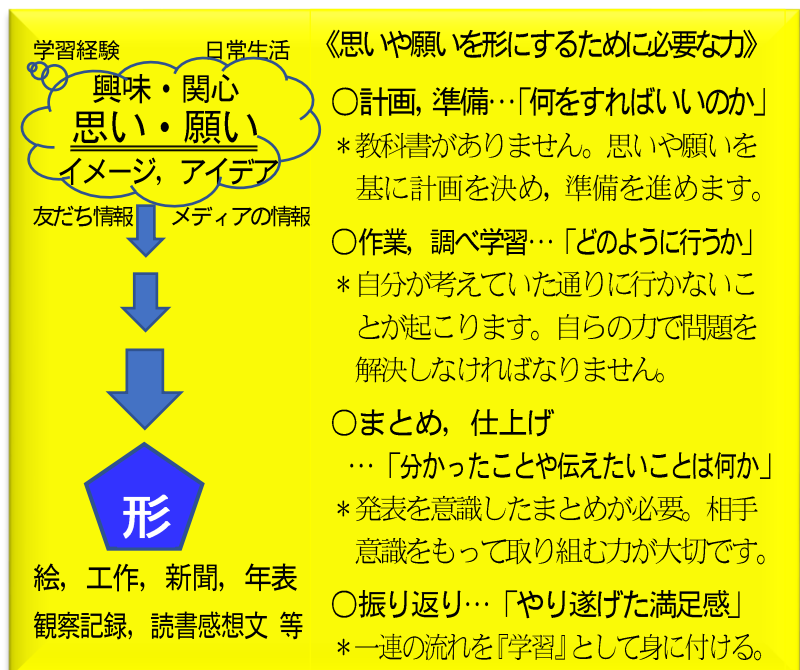 学習経験
日常生活
興味・関心
思い・願い
イメージ，アイデア
友だち情報
メディアの情報
形
絵，工作，新聞，年表
観察記録，読書感想文 等
《思いや願いを形にするために必要な力》
〇計画，準備…「何をすればいいのか」
＊教科書がありません。思いや願いを
基に計画を決め，準備を進めます。
〇作業，調べ学習…「どのように行うか」
＊自分が考えていた通りに行かないこ
とが起こります。自らの力で問題を
解決しなければなりません。
〇まとめ，仕上げ
…「分かったことや伝えたいことは何か」
＊発表を意識したまとめが必要。相手
意識をもって取り組む力が大切です。
〇振り返り…「やり遂げた満足感」
＊一連の流れを『学習』として身に付ける。